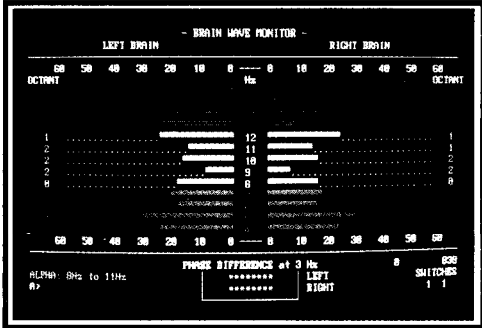 - BRAIN WAVE MONITOR -
LEFT BRAIN RIGHT BRAIN
60 50 40 30 20 10 0 ---- 0 10 20 30 40 50 60
OCTANT Hz OCTANT
1 12 1
2 11 1
2 10 2
2 9 2
0 8 0
60 50 40 30 20 10 0 ---- 0 10 20 30 40 50 60
PHASE DIFFERENCE at 3 Hz 0 030
ALPHA: 8Hz to 11Hz ******** LEFT SWITCHES
A> ******** RIGHT 1 1